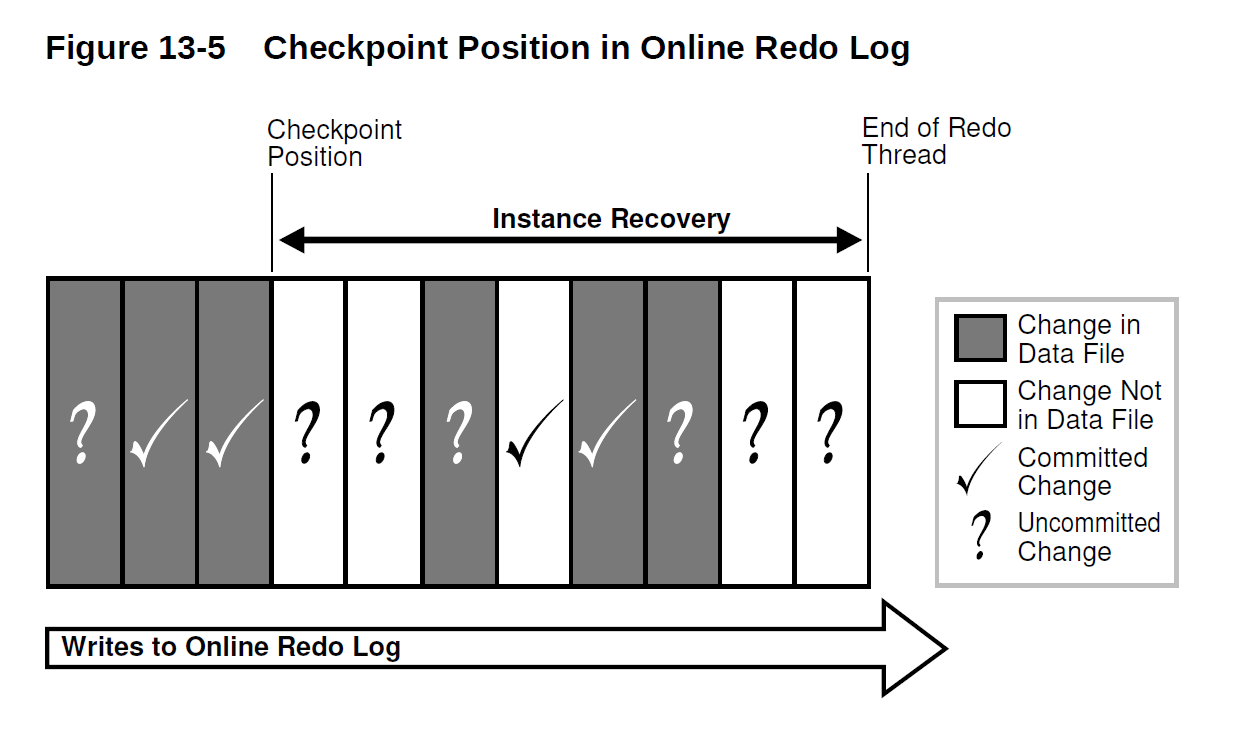 Figure 13-5 Checkpoint Position in Online Redo Log
Checkpoint
Position
End of Redo
Thread
Instance Recovery
? ✓ ✓ ? ? ? ✓ ✓ ? ? ?
Change in
Data File
Change Not
in Data File
✓ Committed
Change
? Uncommitted
Change
Writes to Online Redo Log